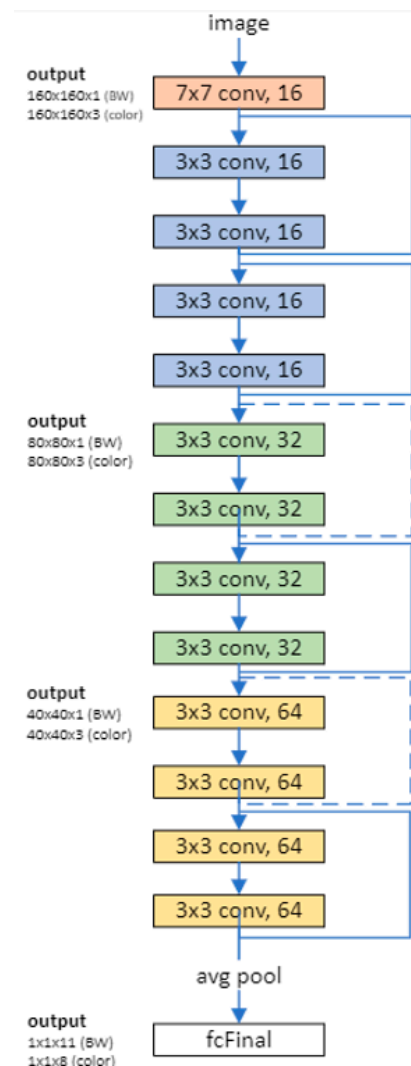 image
output
160x160x1 (BW)
160x160x3 (color)
7x7 conv, 16
3x3 conv, 16
3x3 conv, 16
3x3 conv, 16
3x3 conv, 16
output
80x80x1 (BW)
80x80x3 (color)
3x3 conv, 32
3x3 conv, 32
3x3 conv, 32
3x3 conv, 32
output
40x40x1 (BW)
40x40x3 (color)
3x3 conv, 64
3x3 conv, 64
3x3 conv, 64
3x3 conv, 64
avg pool
output
1x1x11 (BW)
1x1x8 (color)
fcFinal